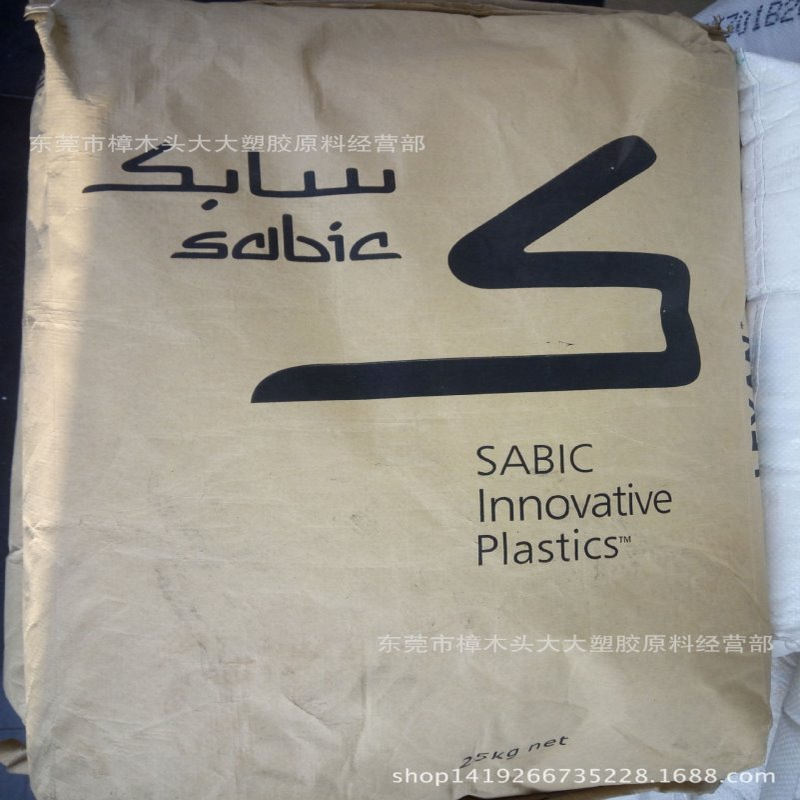 東莞市樟木头大大塑胶原料经营部
سابك
sabic
SABIC
Innovative
Plastics™
东莞市樟木头大大塑胶原料经营部
25kg net
shop1419266735228.1688.com